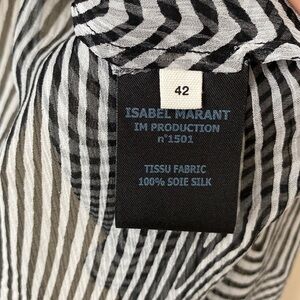 42
ISABEL MARANT
IM PRODUCTION
n°1501
TISSU FABRIC
100% SOIE SILK